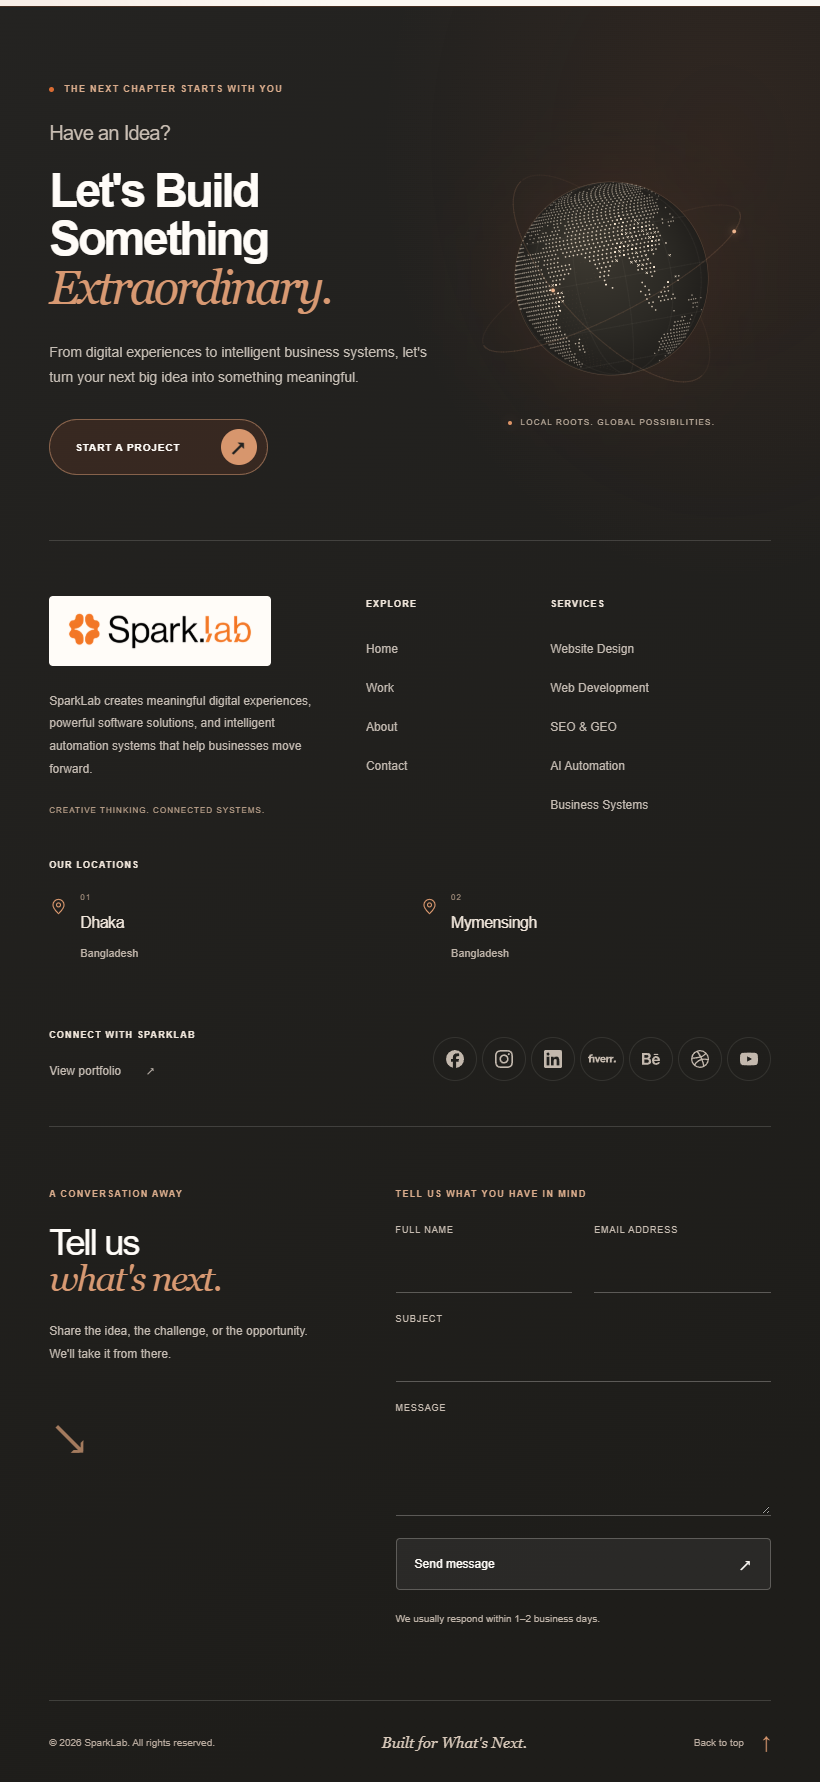 THE NEXT CHAPTER STARTS WITH YOU
Have an Idea?
Let's Build
Something
Extraordinary.
From digital experiences to intelligent business systems, let's
turn your next big idea into something meaningful.
START A PROJECT
LOCAL ROOTS. GLOBAL POSSIBILITIES.
Spark.lab
SparkLab creates meaningful digital experiences,
powerful software solutions, and intelligent
automation systems that help businesses move
forward.
CREATIVE THINKING. CONNECTED SYSTEMS.
EXPLORE
Home
Work
About
Contact
SERVICES
Website Design
Web Development
SEO & GEO
AI Automation
Business Systems
OUR LOCATIONS
01
Dhaka
Bangladesh
02
Mymensingh
Bangladesh
CONNECT WITH SPARKLAB
View portfolio ↗
fiverr.
Bē
A CONVERSATION AWAY
Tell us
what's next.
Share the idea, the challenge, or the opportunity.
We'll take it from there.
TELL US WHAT YOU HAVE IN MIND
FULL NAME
EMAIL ADDRESS
SUBJECT
MESSAGE
Send message ↗
We usually respond within 1–2 business days.
© 2026 SparkLab. All rights reserved.
Built for What's Next.
Back to top ↑